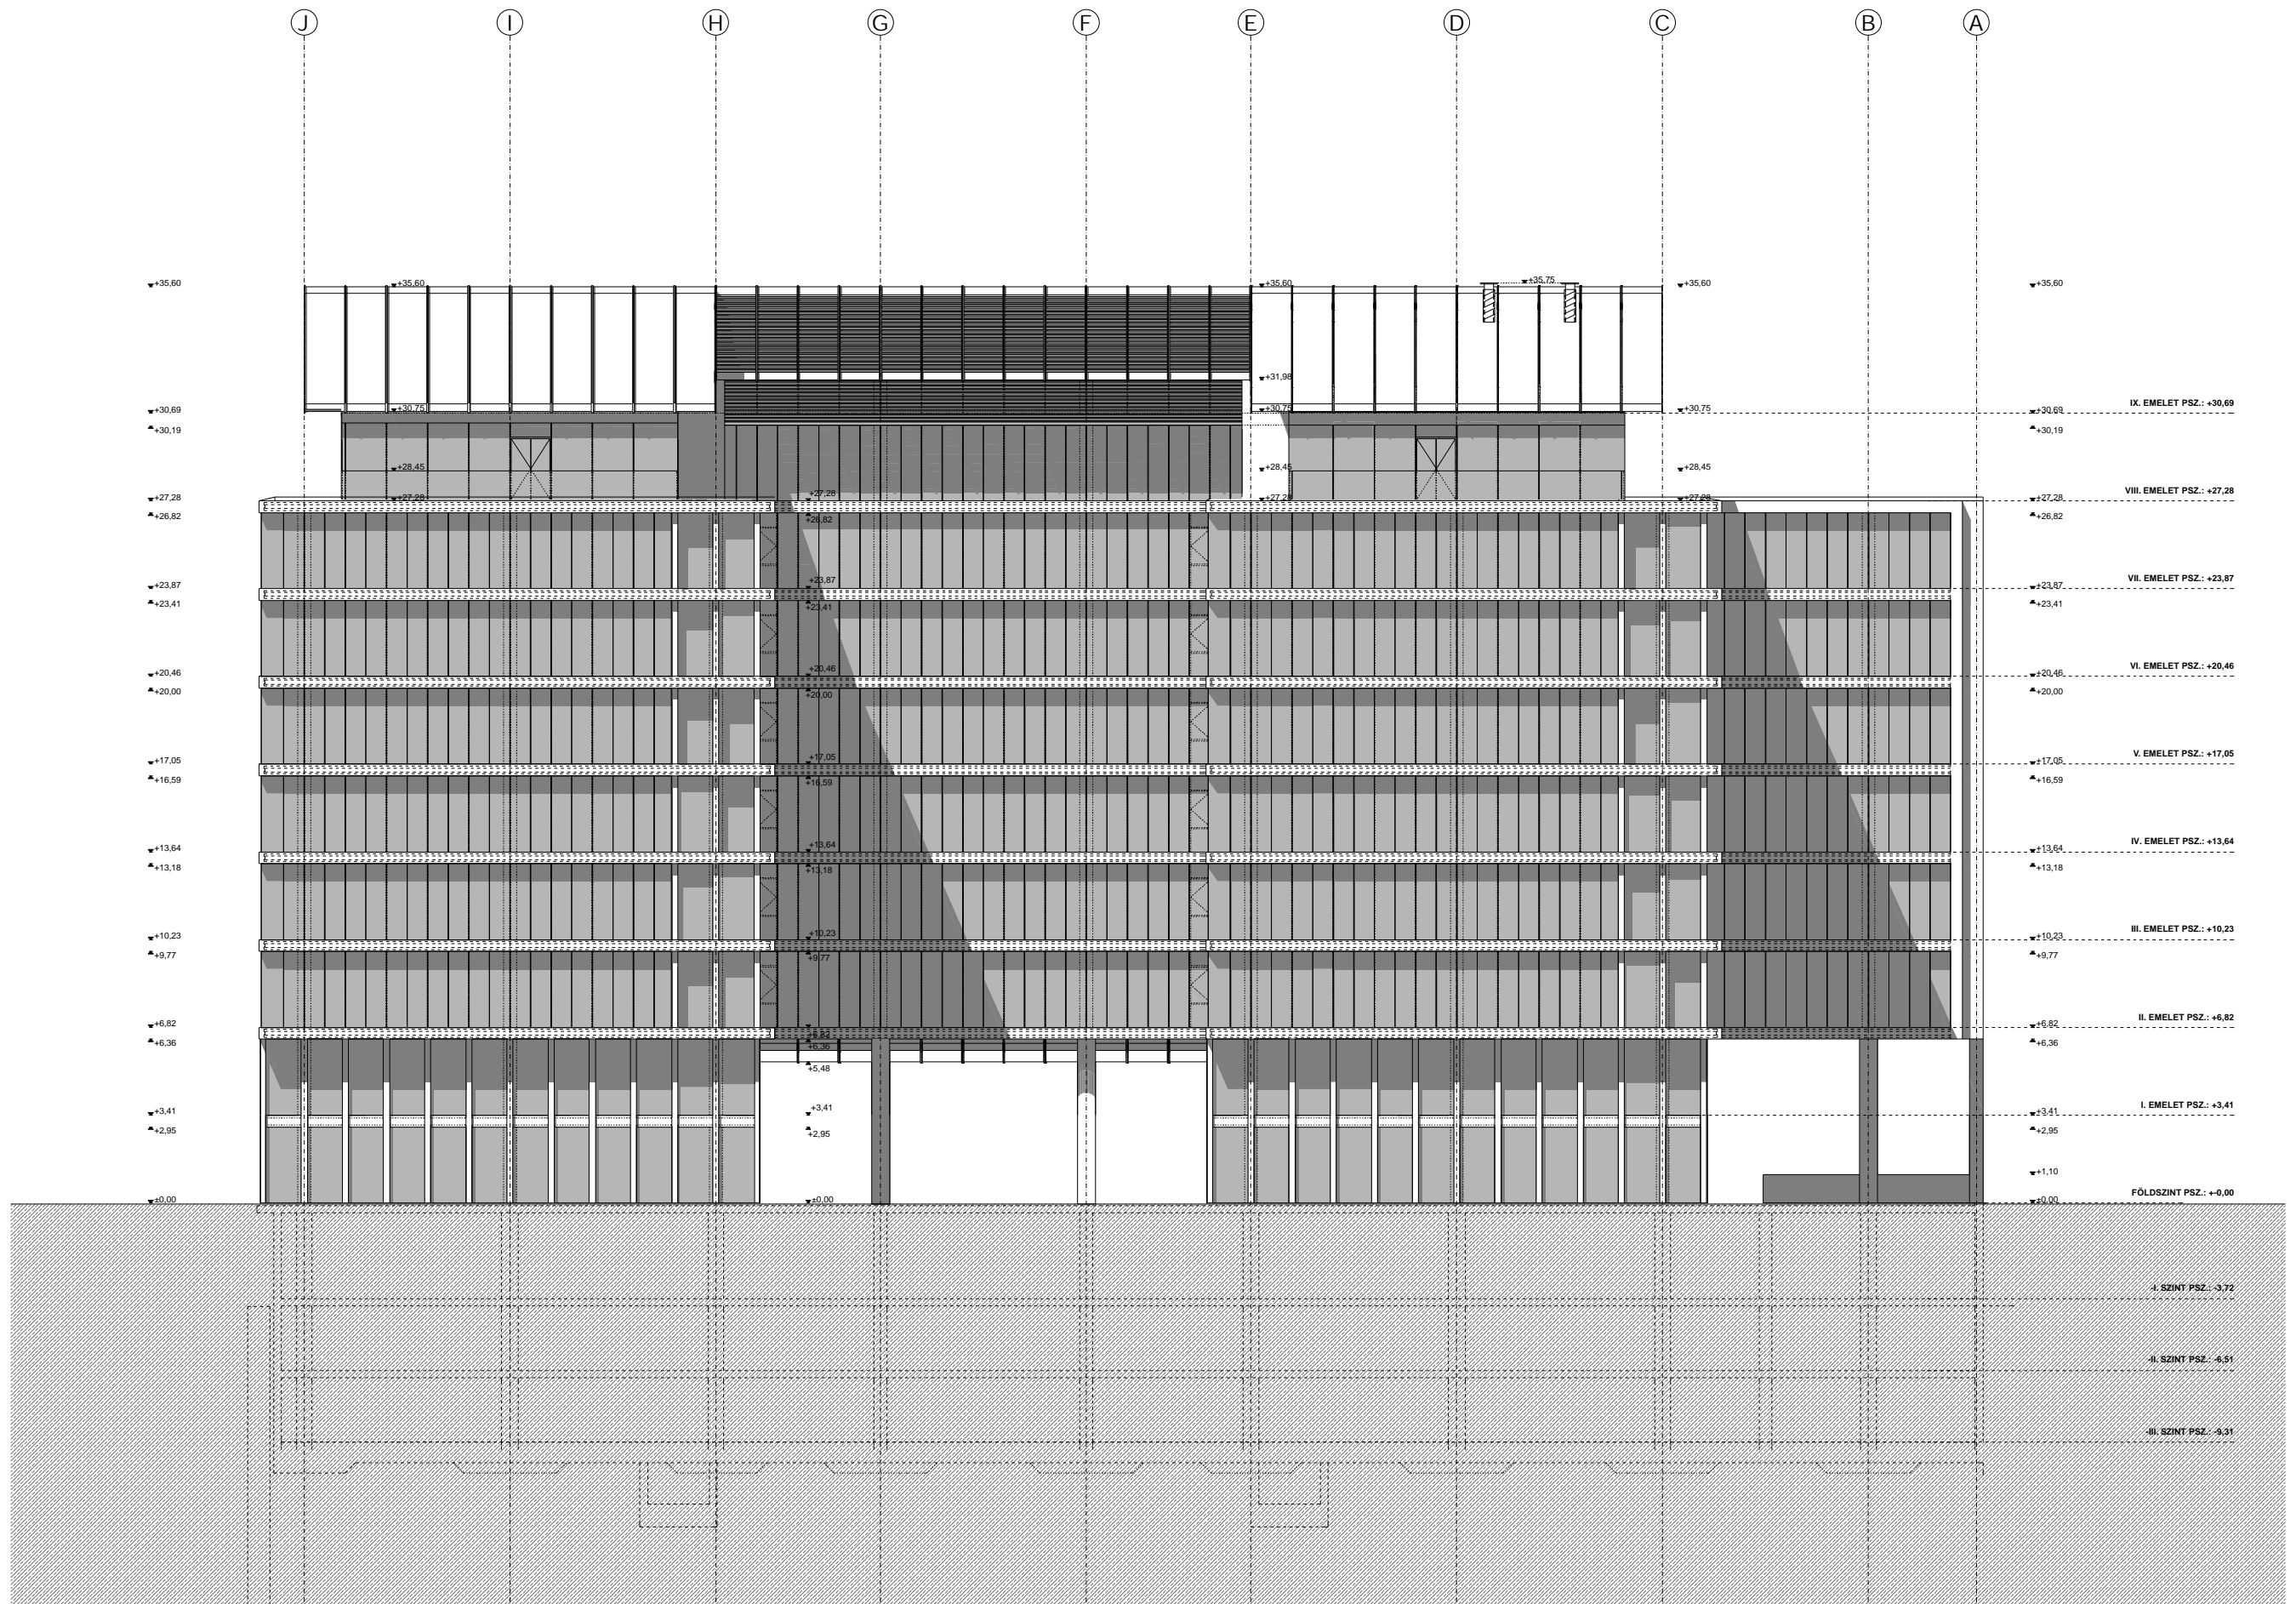 J I H G F E D C B A
+35,75
+35,60 +35,60 +35,60 +35,60 +35,60
+31,98
+30,69 +30,75 +30,75 +30,75 +30,69 IX. EMELET PSZ.: +30,69
+30,19 +30,19
+28,45 +28,45 +28,45
+27,28 +27,28 +27,28 +27,28 +27,28 +27,28 VIII. EMELET PSZ.: +27,28
+26,82 +26,82 +26,82
+23,87 +23,87 +23,87 VII. EMELET PSZ.: +23,87
+23,41 +23,41 +23,41
+20,46 +20,46 +20,46 VI. EMELET PSZ.: +20,46
+20,00 +20,00 +20,00
+17,05 +17,05 +17,05 V. EMELET PSZ.: +17,05
+16,59 +16,59 +16,59
+13,64 +13,64 +13,64 IV. EMELET PSZ.: +13,64
+13,18 +13,18 +13,18
+10,23 +10,23 +10,23 III. EMELET PSZ.: +10,23
+9,77 +9,77 +9,77
+6,82 +6,82 +6,82 II. EMELET PSZ.: +6,82
+6,36 +6,36 +6,36
+5,48
+3,41 +3,41 +3,41 I. EMELET PSZ.: +3,41
+2,95 +2,95 +2,95
+1,10
±0,00 ±0,00 ±0,00 FÖLDSZINT PSZ.: +-0,00
-I. SZINT PSZ.: -3,72
-II. SZINT PSZ.: -6,51
-III. SZINT PSZ.: -9,31